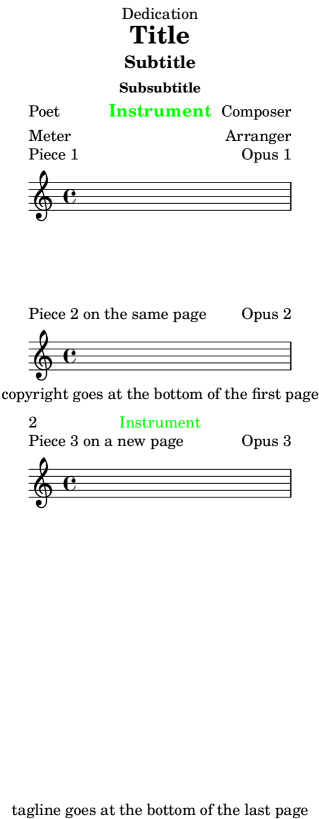 Dedication
Title
Subtitle
Subsubtitle
Poet Instrument Composer
Meter Arranger
Piece 1 Opus 1
Piece 2 on the same page Opus 2
copyright goes at the bottom of the first page
2 Instrument
Piece 3 on a new page Opus 3
tagline goes at the bottom of the last page